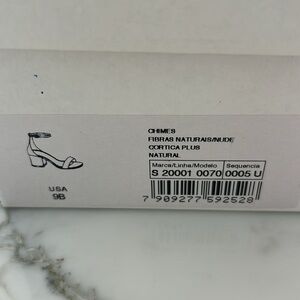 CHIMES
FIBRAS NATURAIS/NUDE
CORTICA PLUS
NATURAL
Marca/Linha/Modelo Sequencia
S 20001 0070 0005 U
USA
9B
7 909277 592528